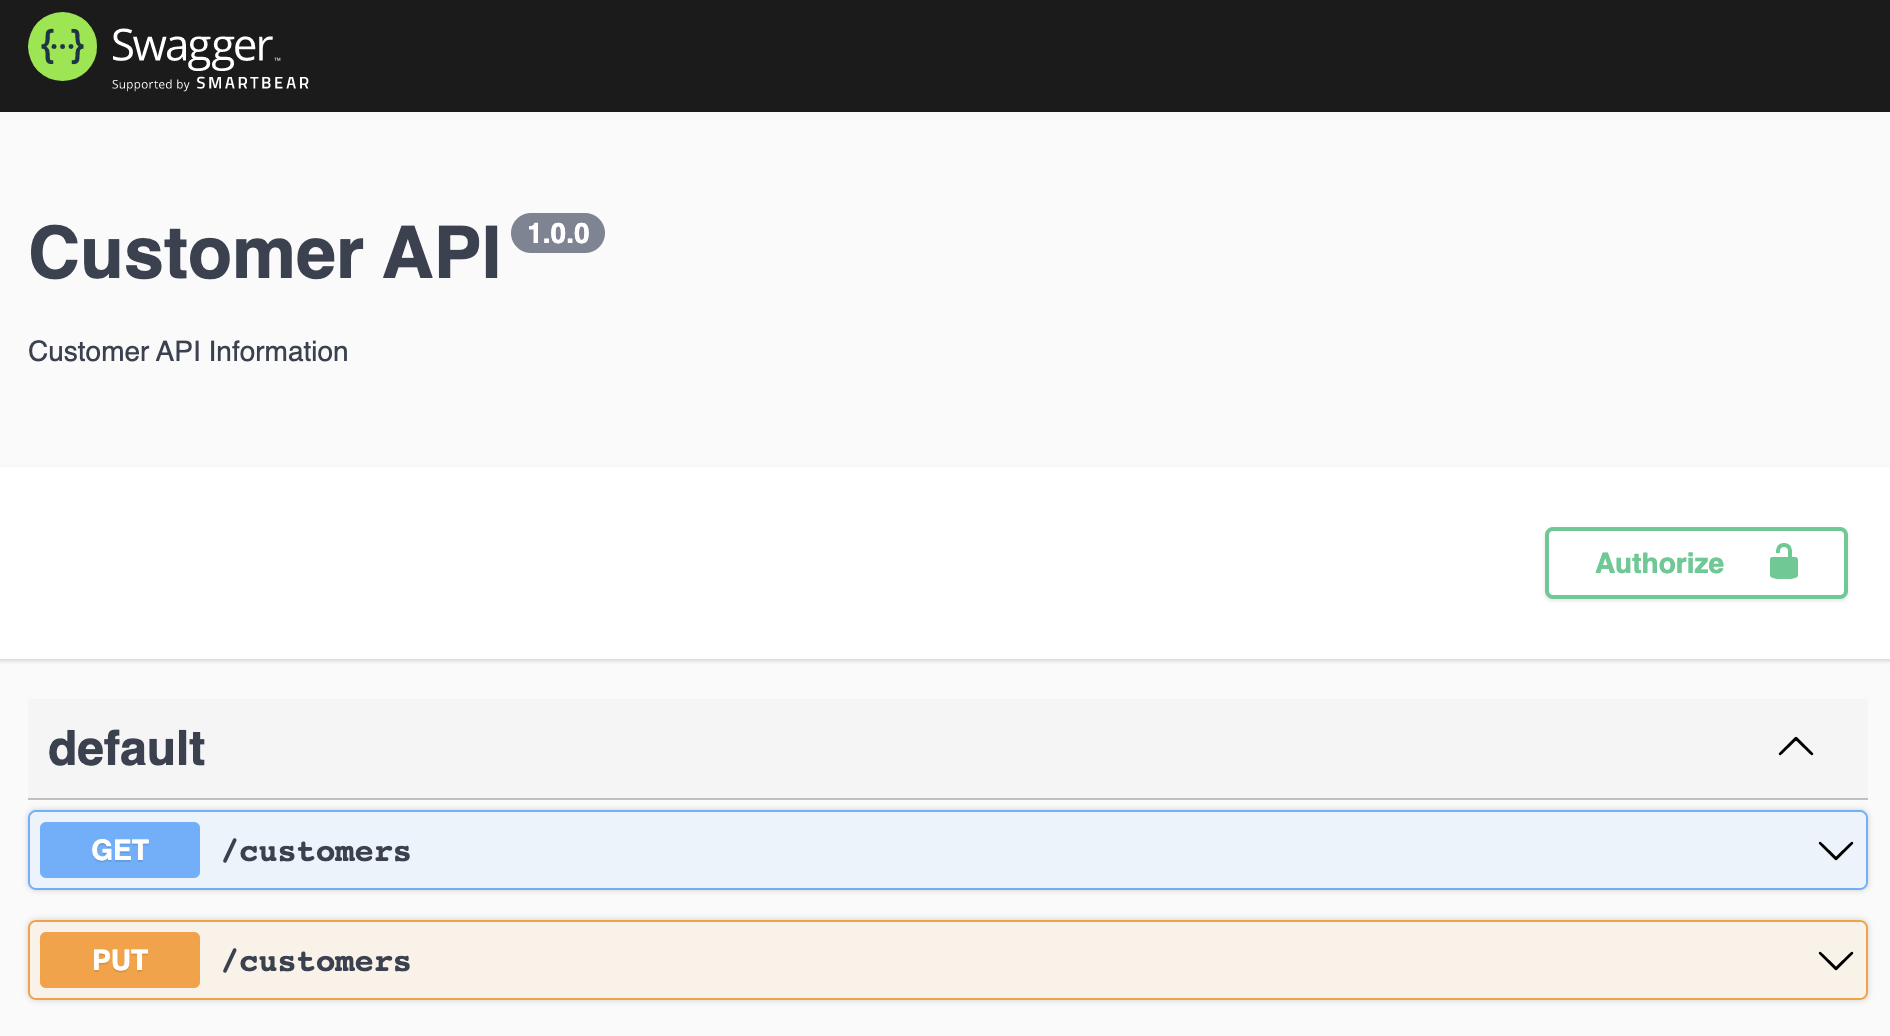 {···} Swagger™
Supported by SMARTBEAR
Customer API 1.0.0
Customer API Information
Authorize
default
GET /customers
PUT /customers